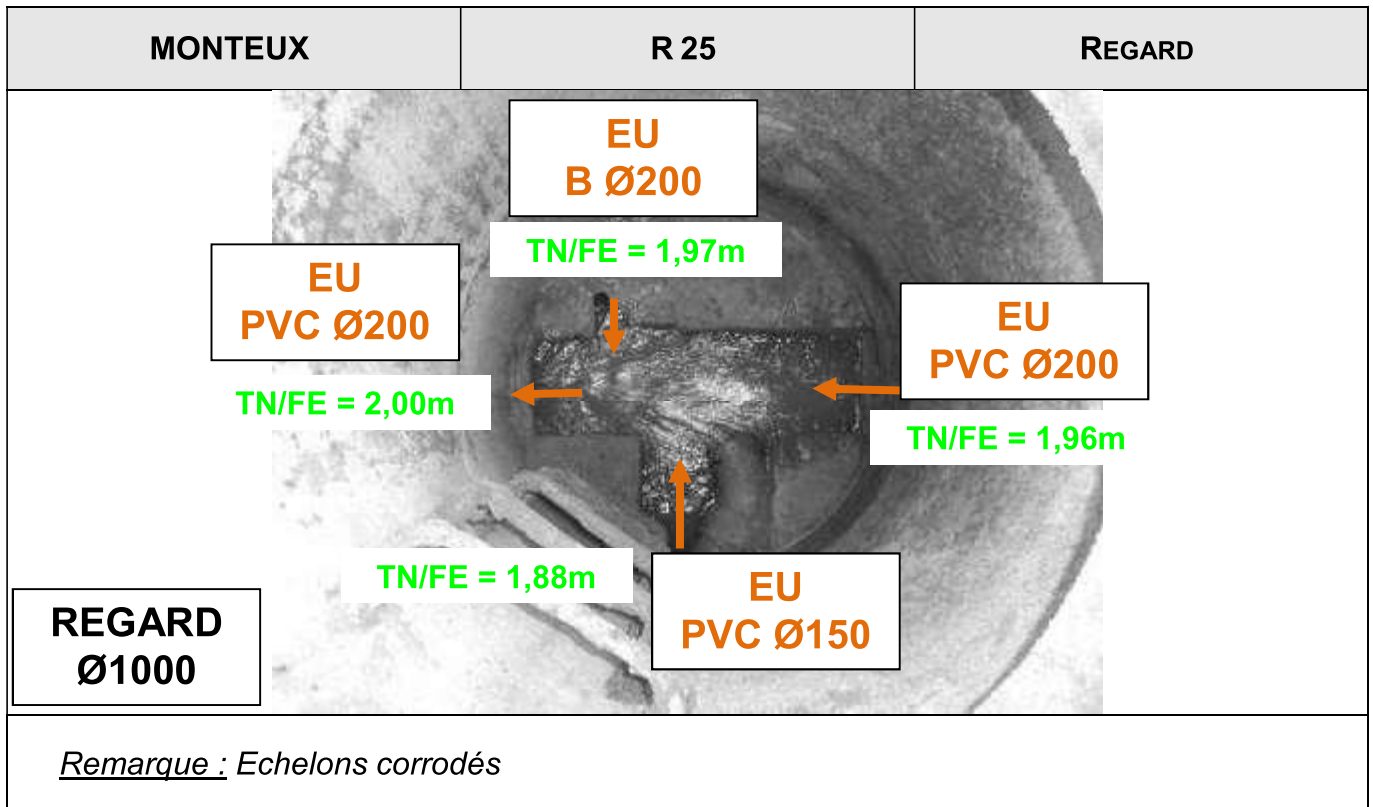 MONTEUX
R 25
REGARD
EU
B Ø200
TN/FE = 1,97m
EU
PVC Ø200
TN/FE = 2,00m
EU
PVC Ø200
TN/FE = 1,96m
TN/FE = 1,88m
EU
PVC Ø150
REGARD
Ø1000
Remarque : Echelons corrodés